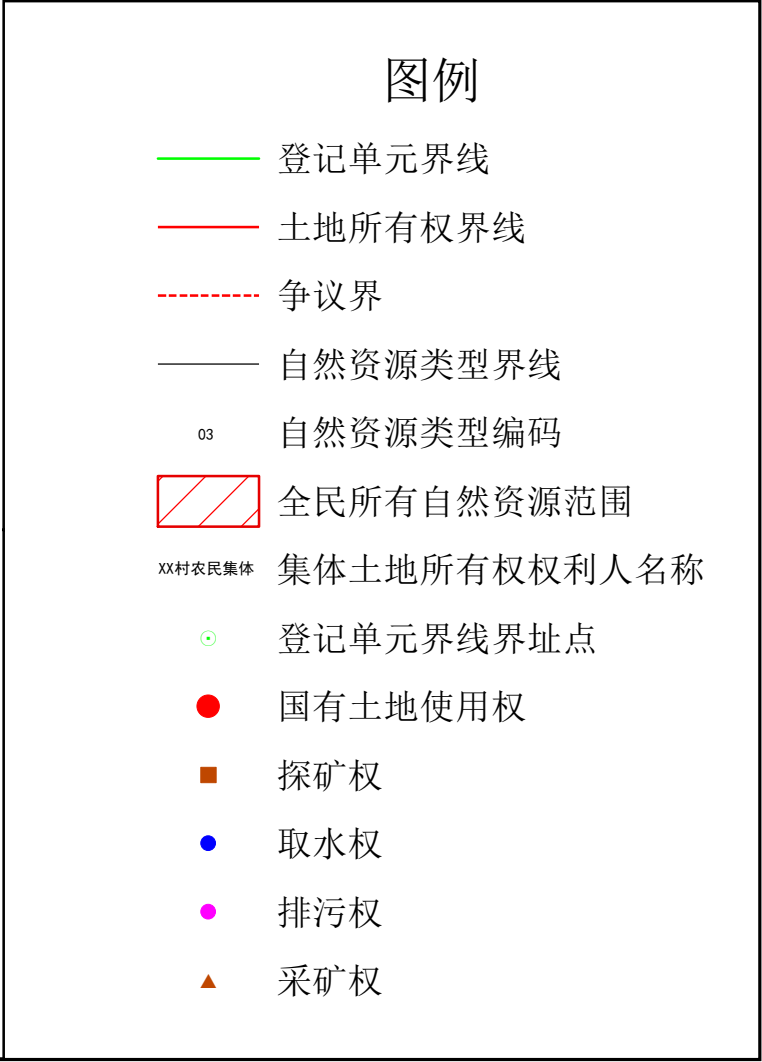 图例
登记单元界线
土地所有权界线
争议界
自然资源类型界线
03 自然资源类型编码
全民所有自然资源范围
XX村农民集体 集体土地所有权权利人名称
登记单元界线界址点
国有土地使用权
探矿权
取水权
排污权
采矿权